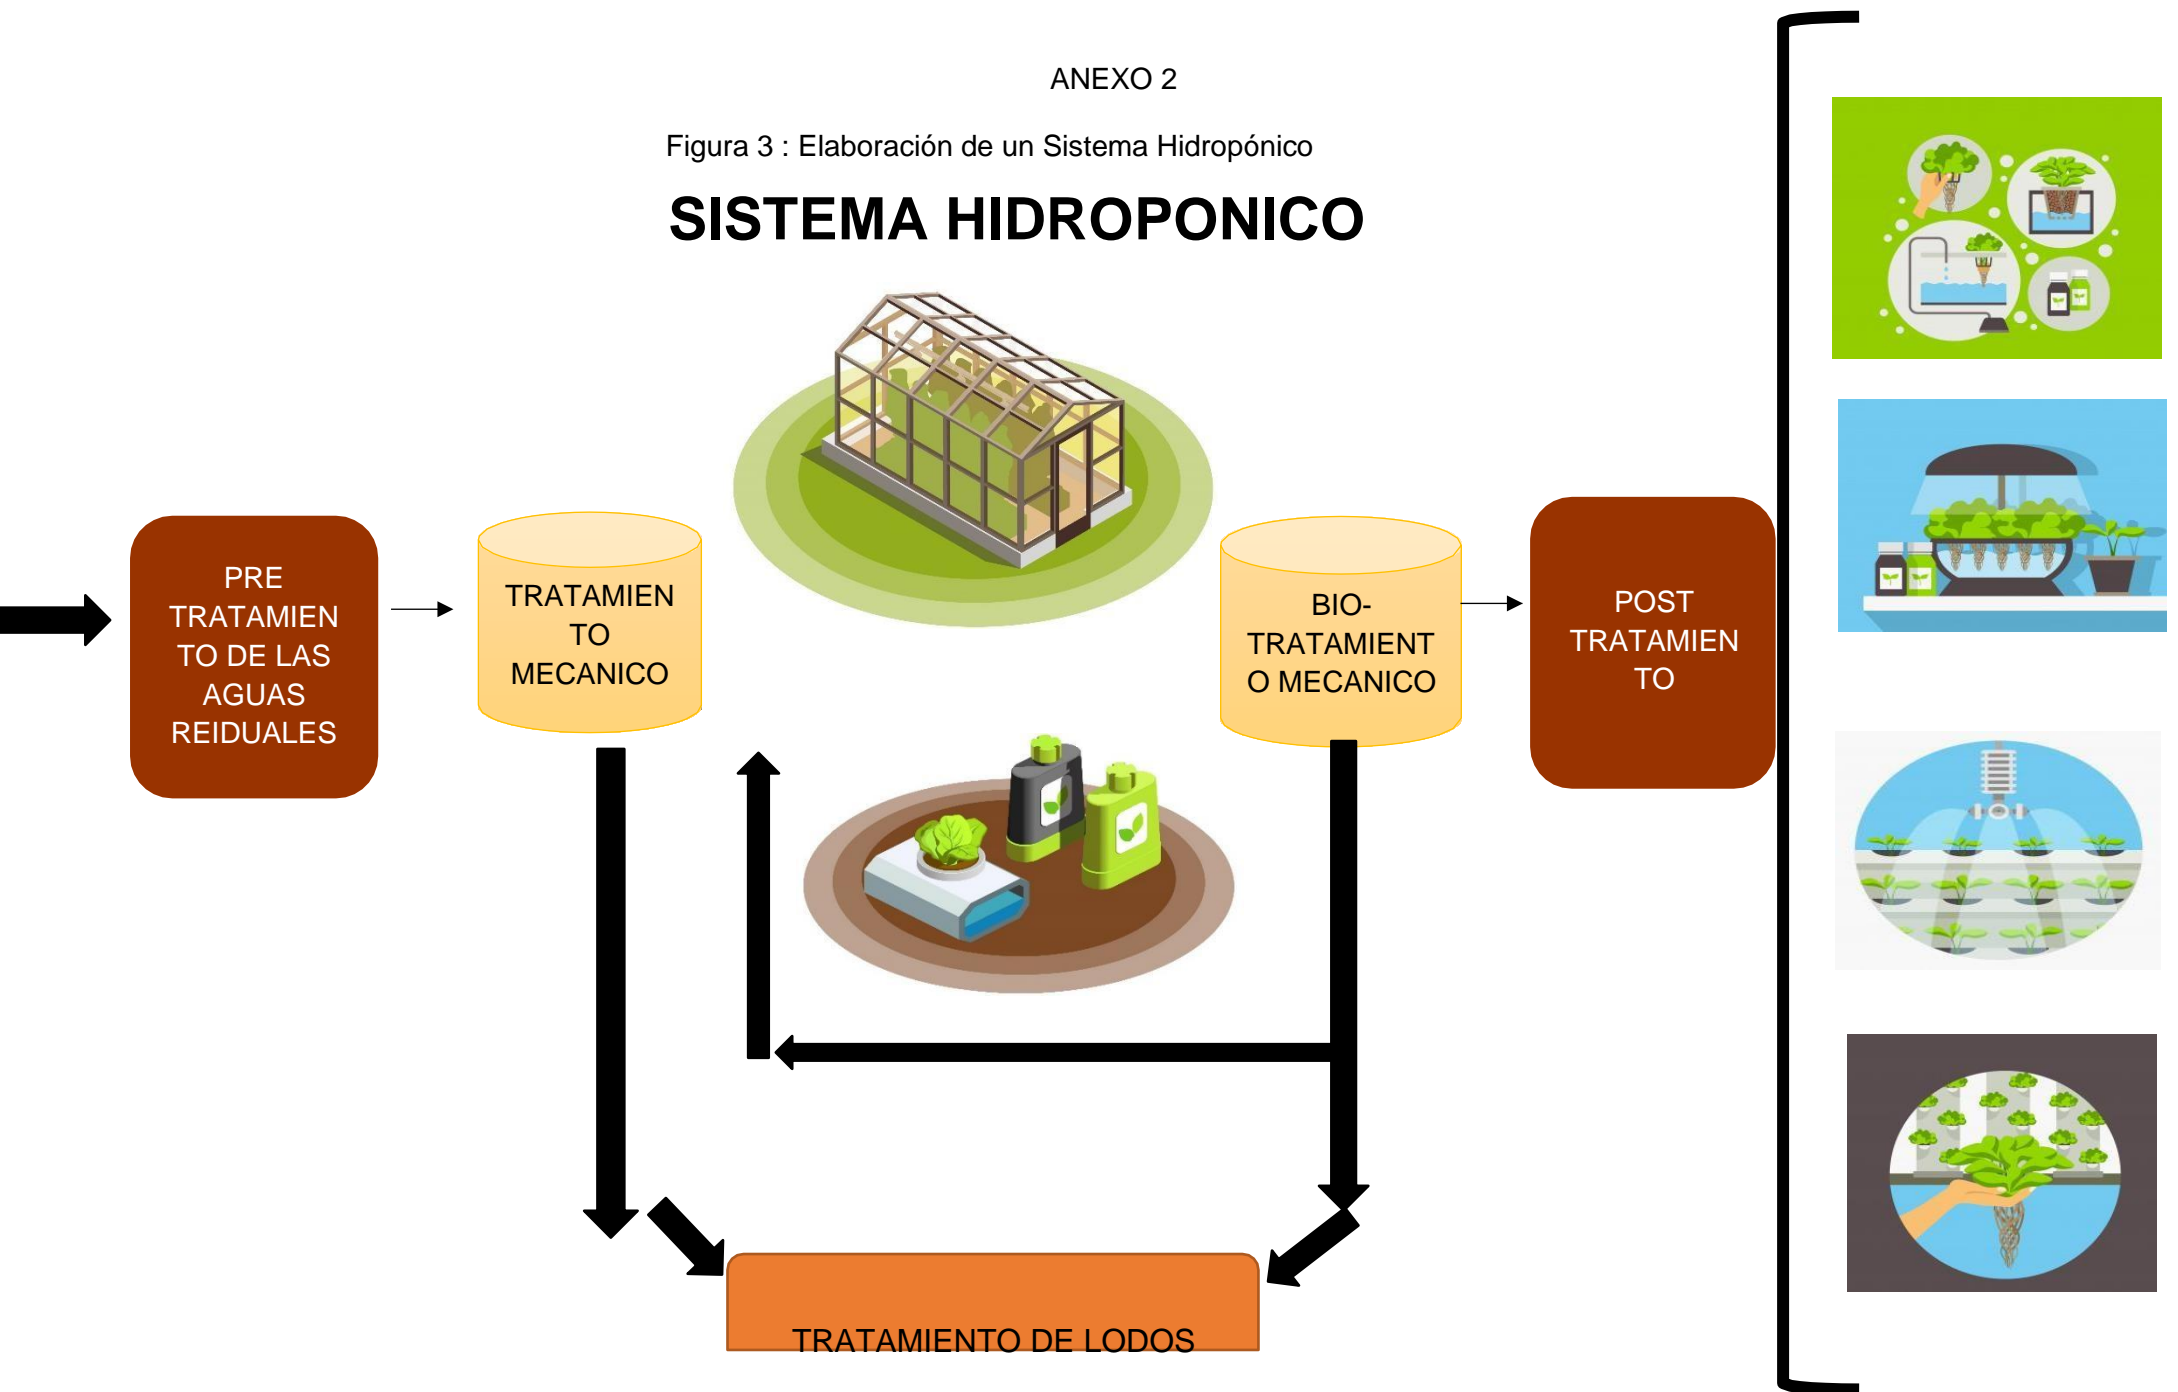 ANEXO 2
Figura 3 : Elaboración de un Sistema Hidropónico
SISTEMA HIDROPONICO
PRE
TRATAMIEN
TO DE LAS
AGUAS
REIDUALES
TRATAMIEN
TO
MECANICO
BIO-
TRATAMIENT
O MECANICO
POST
TRATAMIEN
TO
TRATAMIENTO DE LODOS